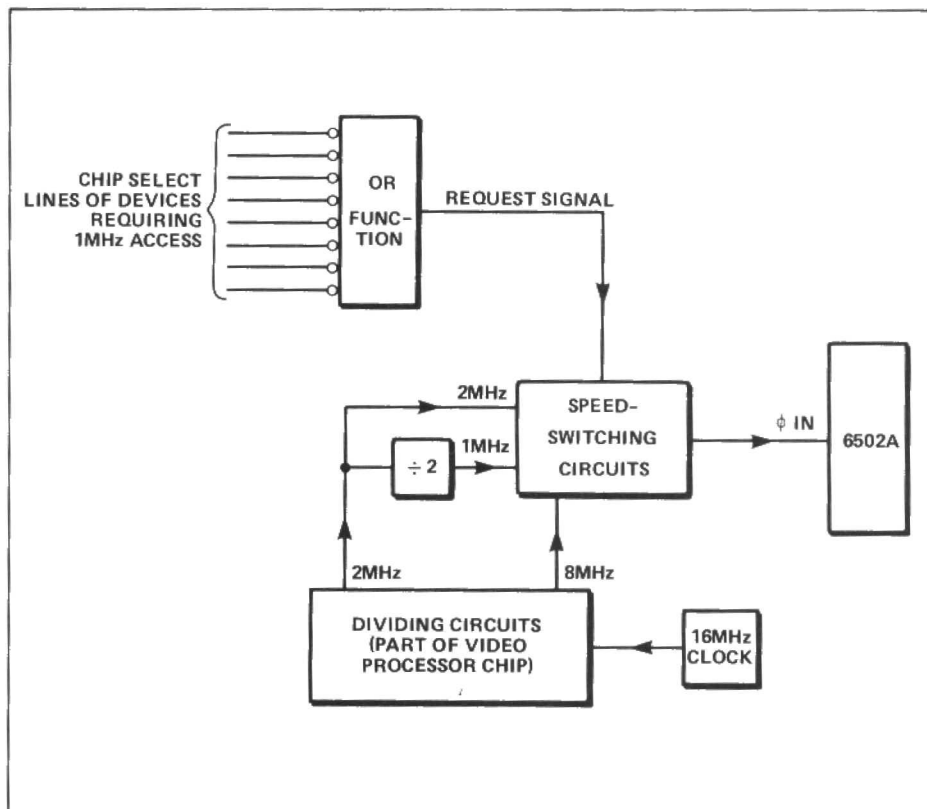 CHIP SELECT
LINES OF DEVICES
REQUIRING
1MHz ACCESS
OR
FUNC–
TION
REQUEST SIGNAL
2MHz
1MHz
÷ 2
SPEED–
SWITCHING
CIRCUITS
ϕ IN
6502A
2MHz
8MHz
DIVIDING CIRCUITS
(PART OF VIDEO
PROCESSOR CHIP)
16MHz
CLOCK